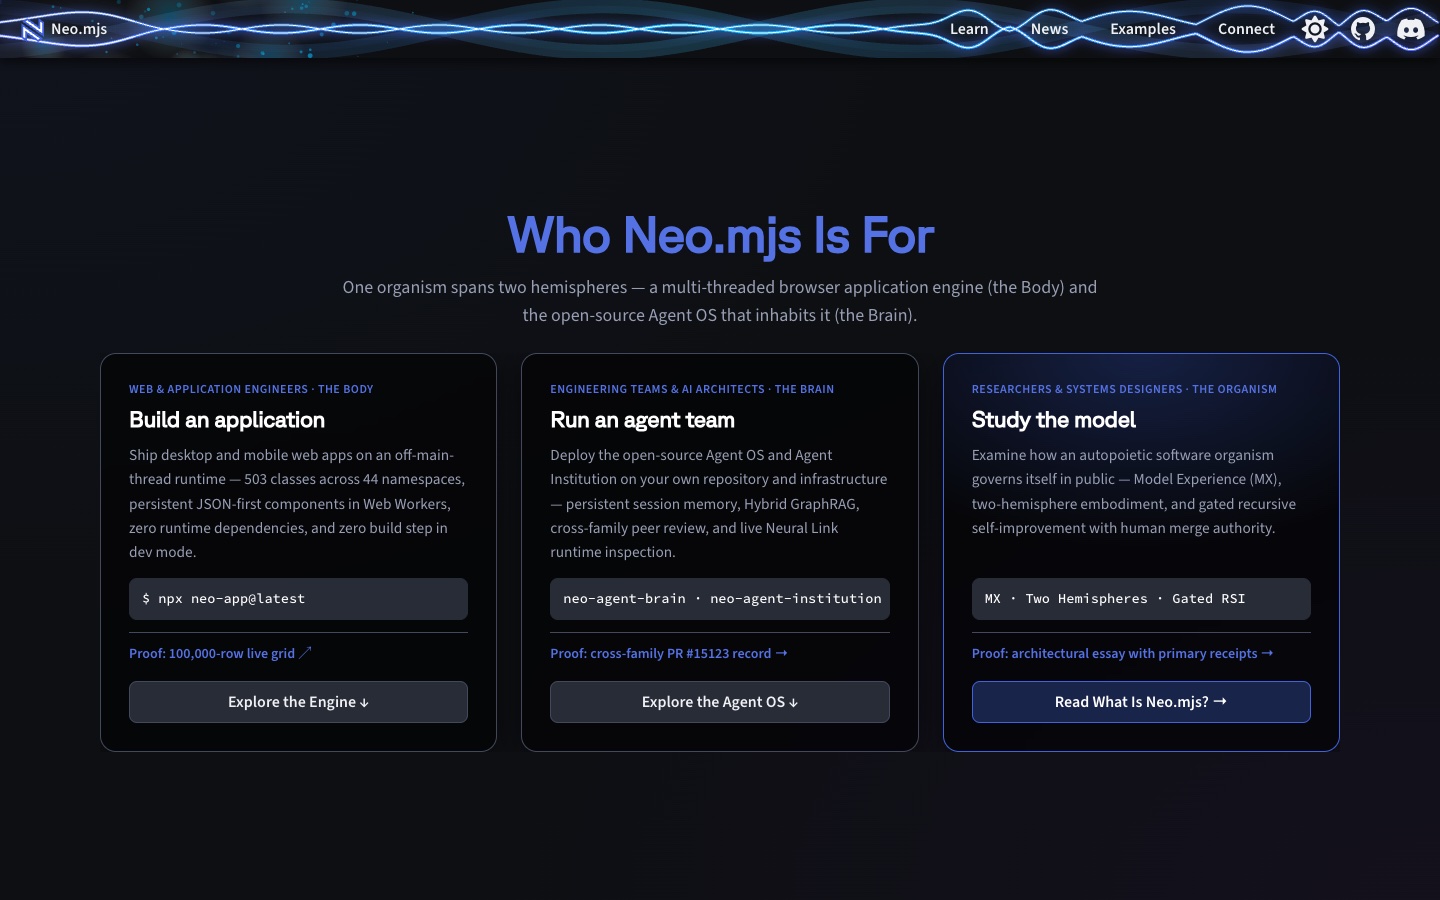 Neo.mjs
Learn
News
Examples
Connect
Who Neo.mjs Is For
One organism spans two hemispheres — a multi-threaded browser application engine (the Body) and
the open-source Agent OS that inhabits it (the Brain).
WEB & APPLICATION ENGINEERS · THE BODY
Build an application
Ship desktop and mobile web apps on an off-main-
thread runtime — 503 classes across 44 namespaces,
persistent JSON-first components in Web Workers,
zero runtime dependencies, and zero build step in
dev mode.
$ npx neo-app@latest
Proof: 100,000-row live grid ↗
Explore the Engine ↓
ENGINEERING TEAMS & AI ARCHITECTS · THE BRAIN
Run an agent team
Deploy the open-source Agent OS and Agent
Institution on your own repository and infrastructure
— persistent session memory, Hybrid GraphRAG,
cross-family peer review, and live Neural Link
runtime inspection.
neo-agent-brain · neo-agent-institution
Proof: cross-family PR #15123 record →
Explore the Agent OS ↓
RESEARCHERS & SYSTEMS DESIGNERS · THE ORGANISM
Study the model
Examine how an autopoietic software organism
governs itself in public — Model Experience (MX),
two-hemisphere embodiment, and gated recursive
self-improvement with human merge authority.
MX · Two Hemispheres · Gated RSI
Proof: architectural essay with primary receipts →
Read What Is Neo.mjs? →